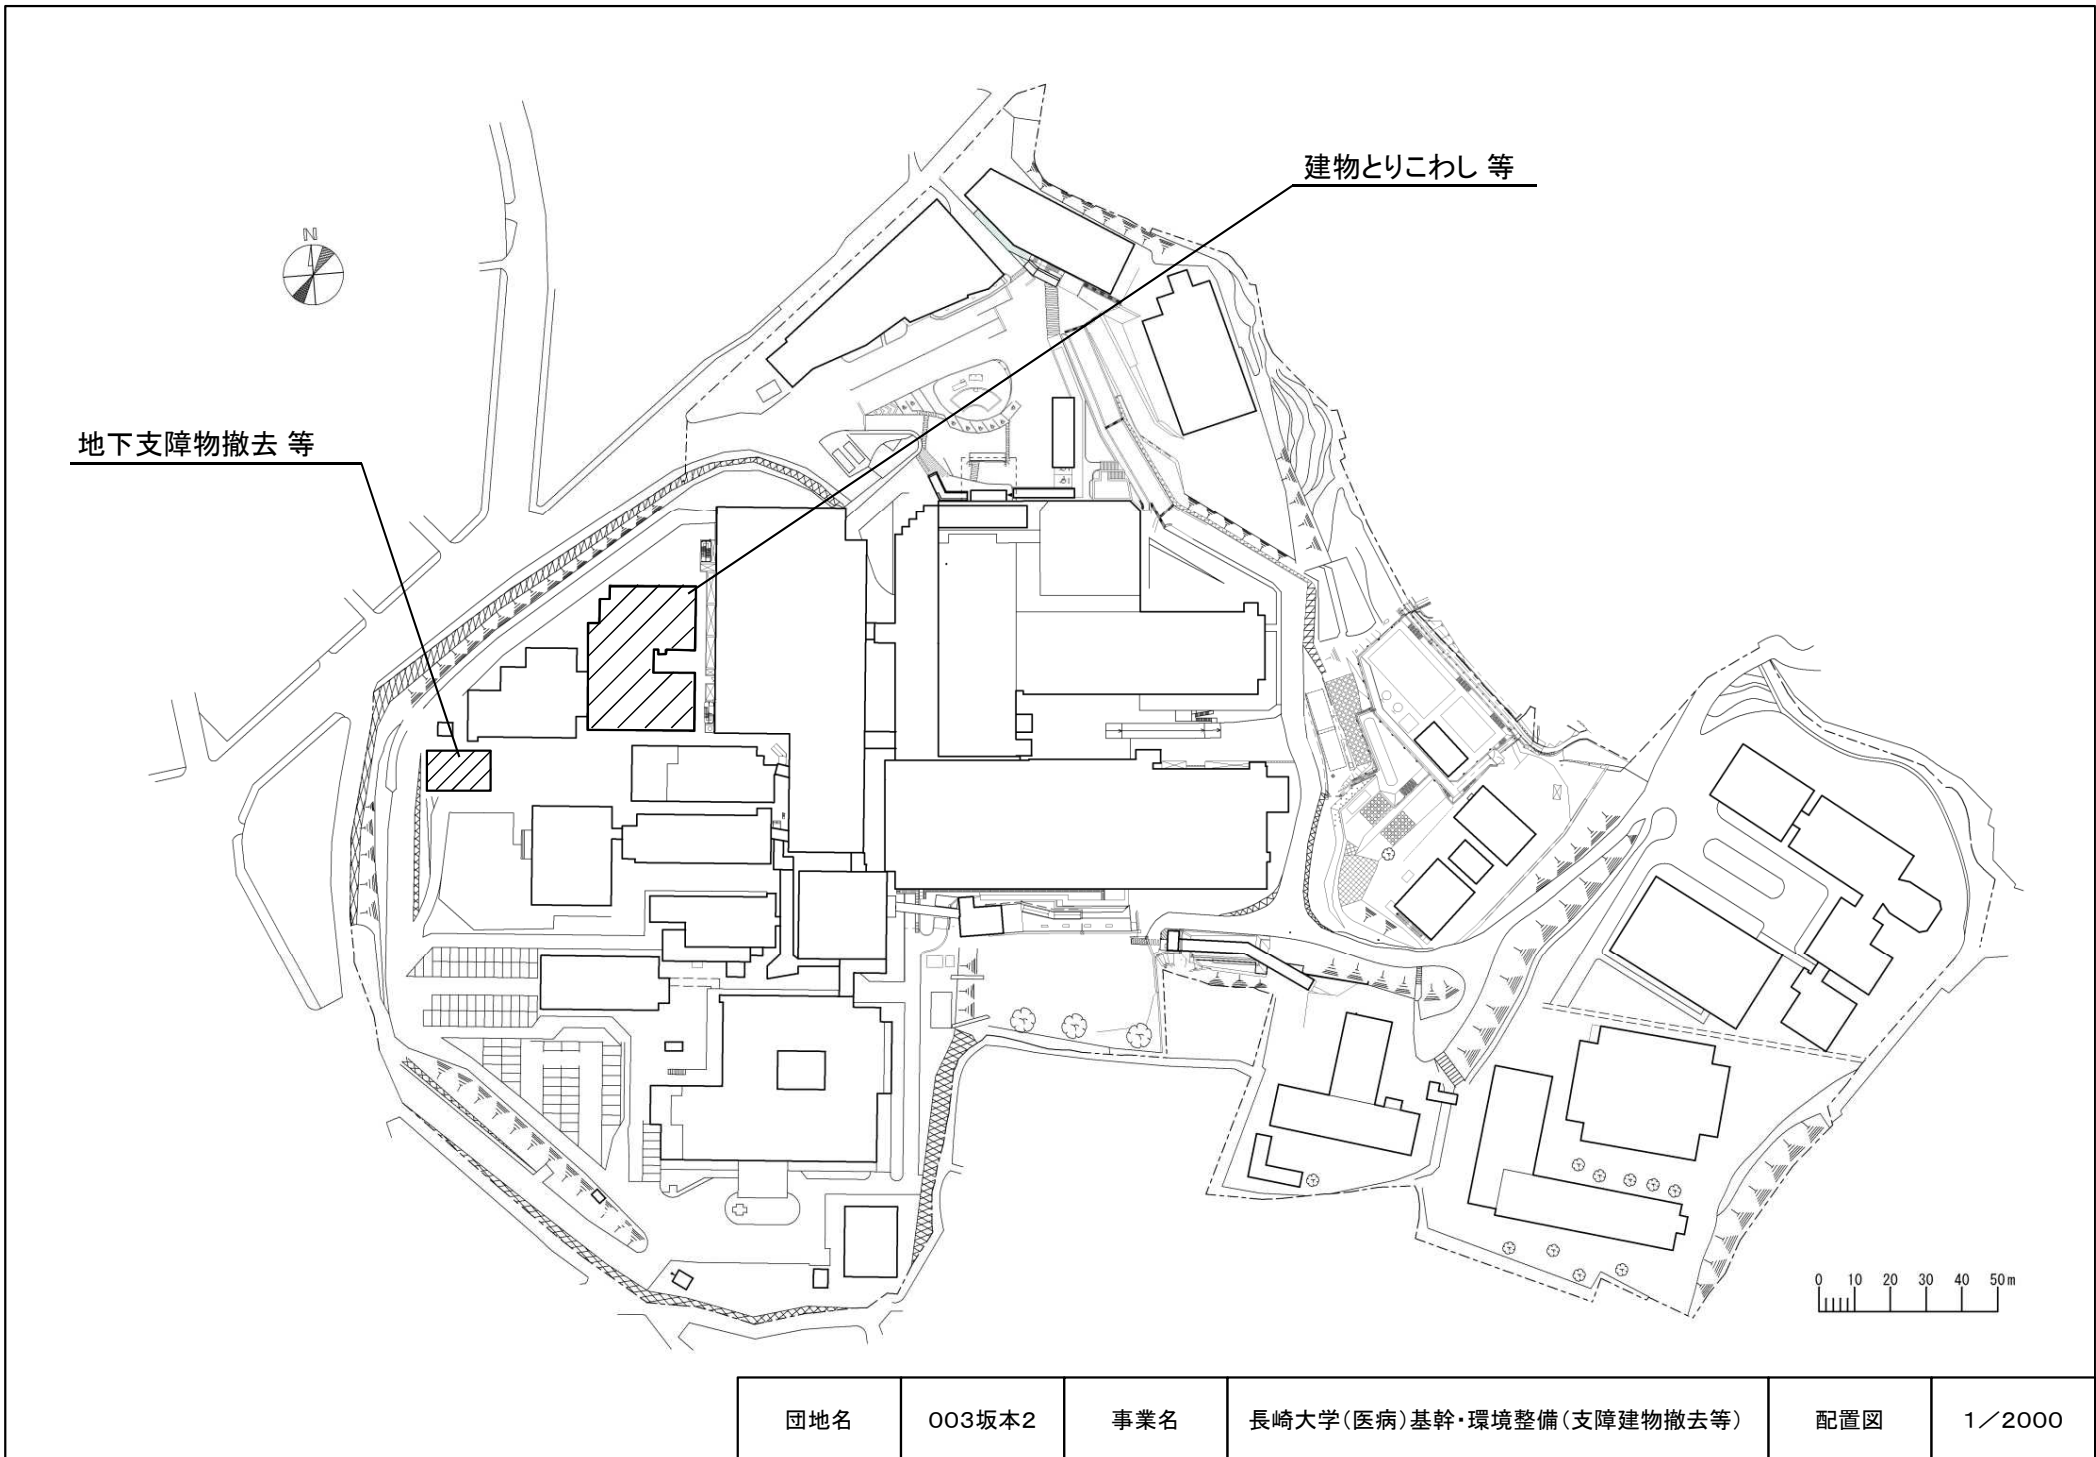 建物とりこわし 等
N
地下支障物撤去 等
0 10 20 30 40 50m
団地名 003坂本2 事業名 長崎大学(医病)基幹・環境整備(支障建物撤去等) 配置図 1/2000